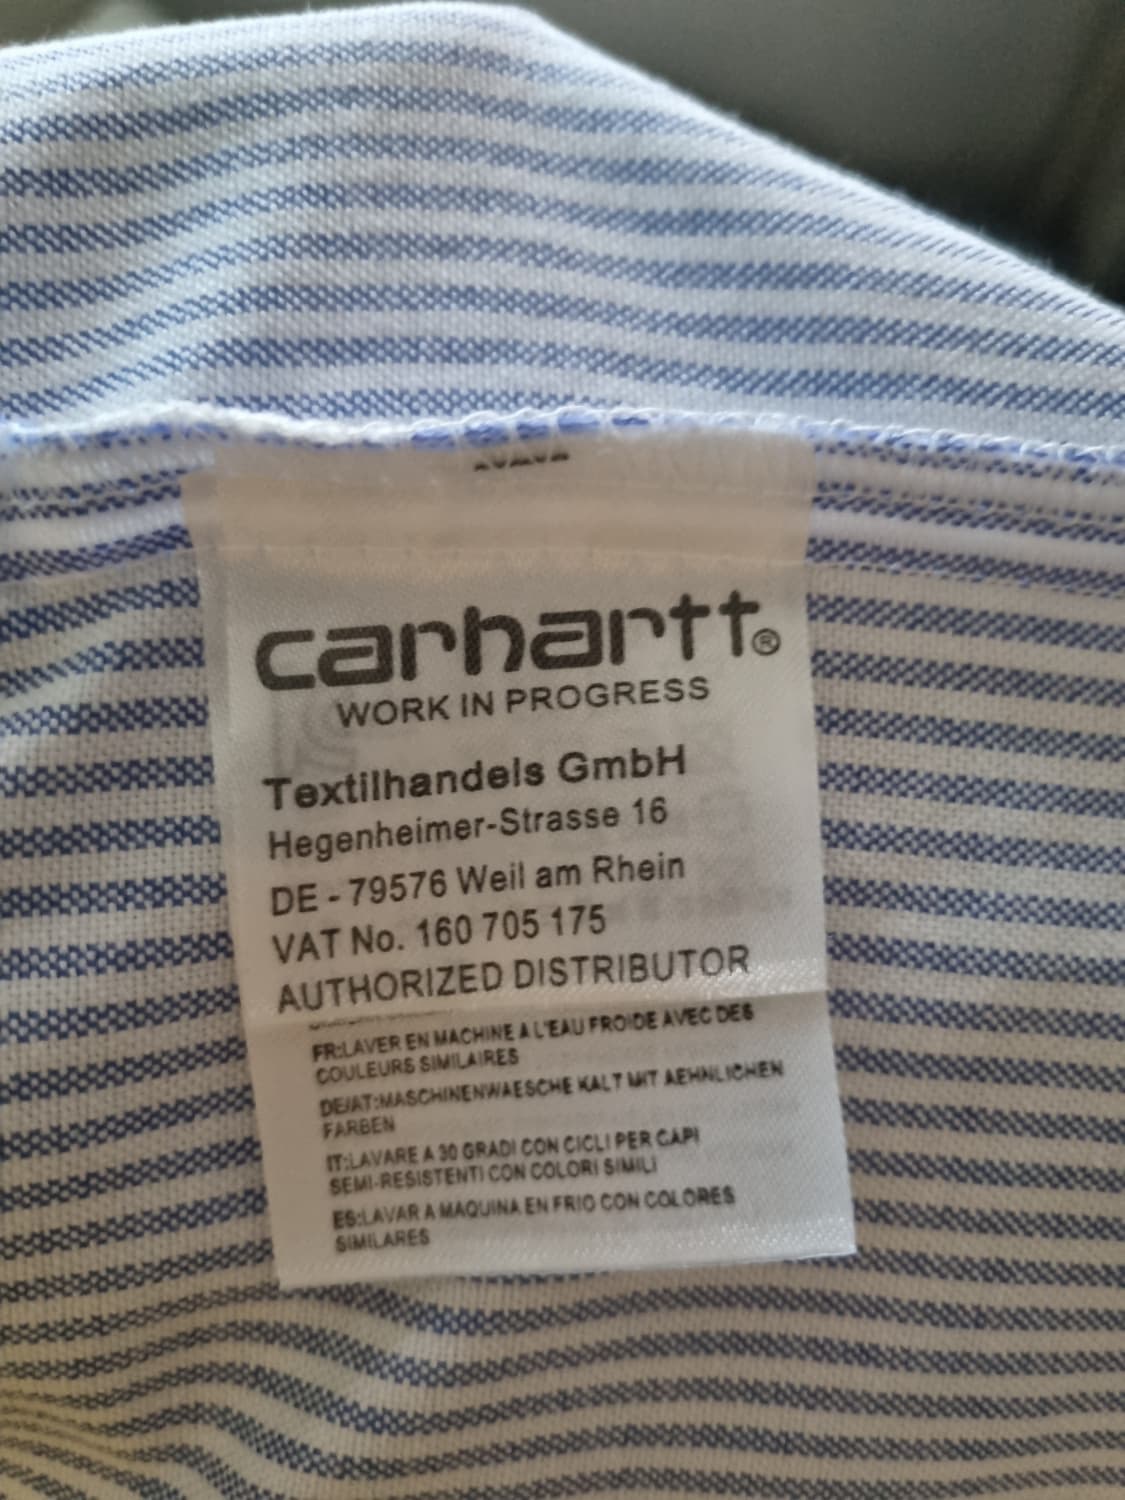 carhartt®
WORK IN PROGRESS
Textilhandels GmbH
Hegenheimer-Strasse 16
DE - 79576 Weil am Rhein
VAT No. 160 705 175
AUTHORIZED DISTRIBUTOR
FR:LAVER EN MACHINE A L'EAU FROIDE AVEC DES
COULEURS SIMILAIRES
DE/AT:MASCHINENWAESCHE KALT MIT AEHNLICHEN
FARBEN
IT:LAVARE A 30 GRADI CON CICLI PER CAPI
SEMI-RESISTENTI CON COLORI SIMILI
ES:LAVAR A MAQUINA EN FRIO CON COLORES
SIMILARES